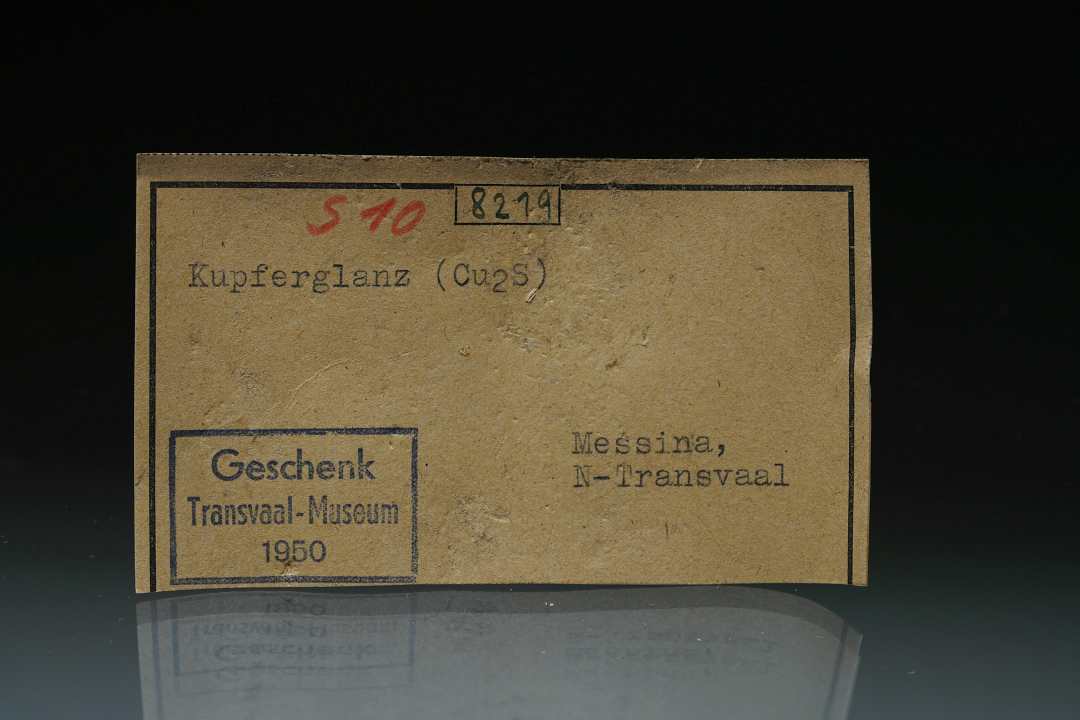 S 10
8219
Kupferglanz (Cu2S)
Messina,
N-Transvaal
Geschenk
Transvaal-Museum
1950